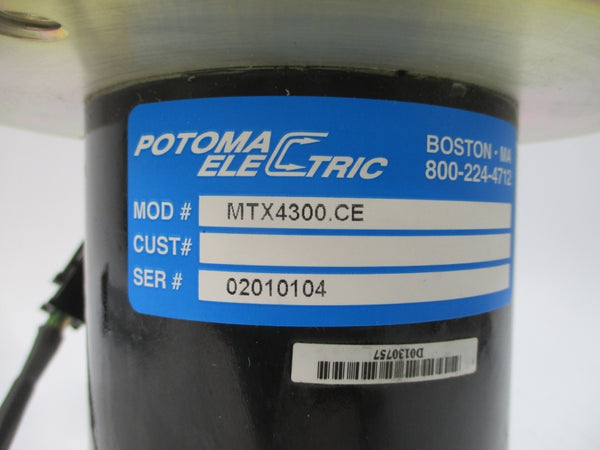 POTOMAC
ELECTRIC
BOSTON · MA
800-224-4712
MOD # MTX4300.CE
CUST#
SER # 02010104
D0130757